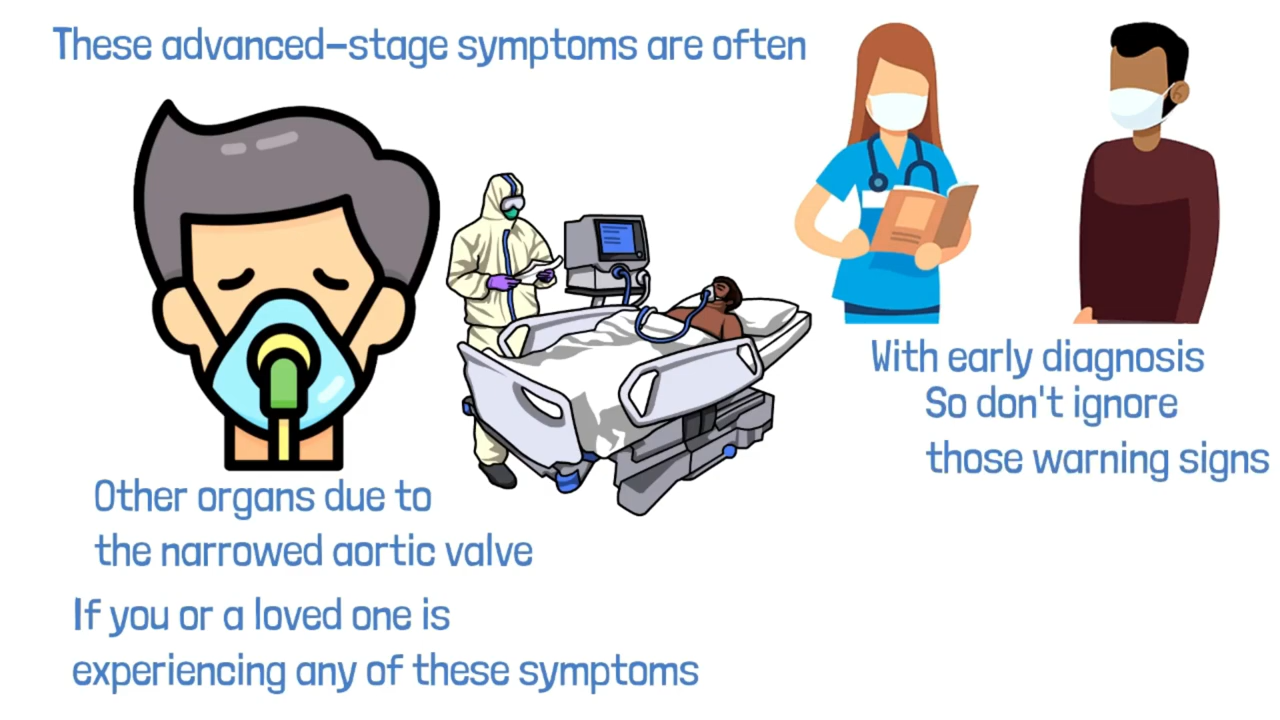 These advanced-stage symptoms are often
Other organs due to
the narrowed aortic valve
If you or a loved one is
experiencing any of these symptoms
With early diagnosis
So don't ignore
those warning signs